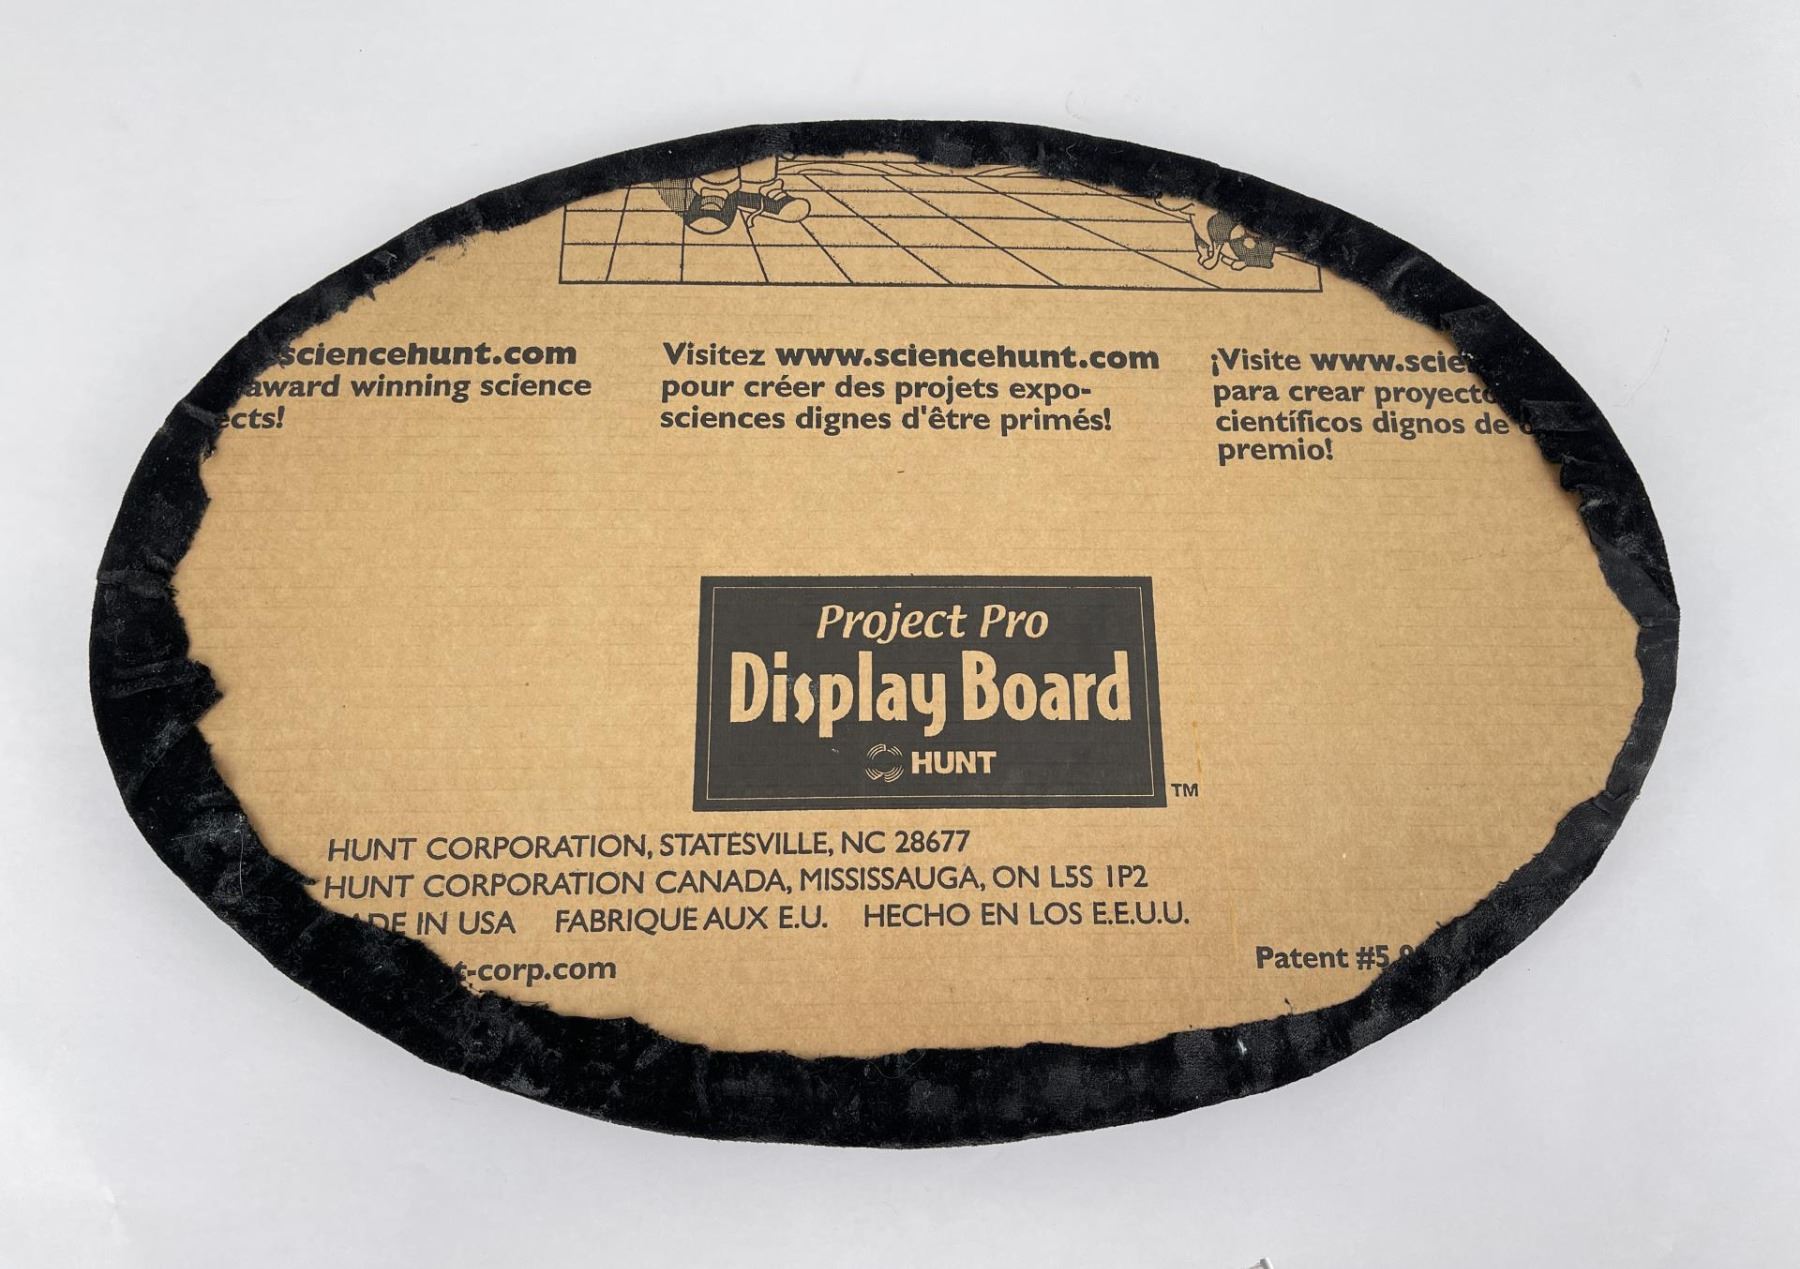 sciencehunt.com
award winning science
ects!
Visitez www.sciencehunt.com
pour créer des projets expo-
sciences dignes d'être primés!
¡Visite www.scie
para crear proyecto
científicos dignos de
premio!
Project Pro
Display Board
HUNT
TM
HUNT CORPORATION, STATESVILLE, NC 28677
HUNT CORPORATION CANADA, MISSISSAUGA, ON L5S 1P2
ADE IN USA FABRIQUE AUX E.U. HECHO EN LOS E.E.U.U.
t-corp.com
Patent #5,9